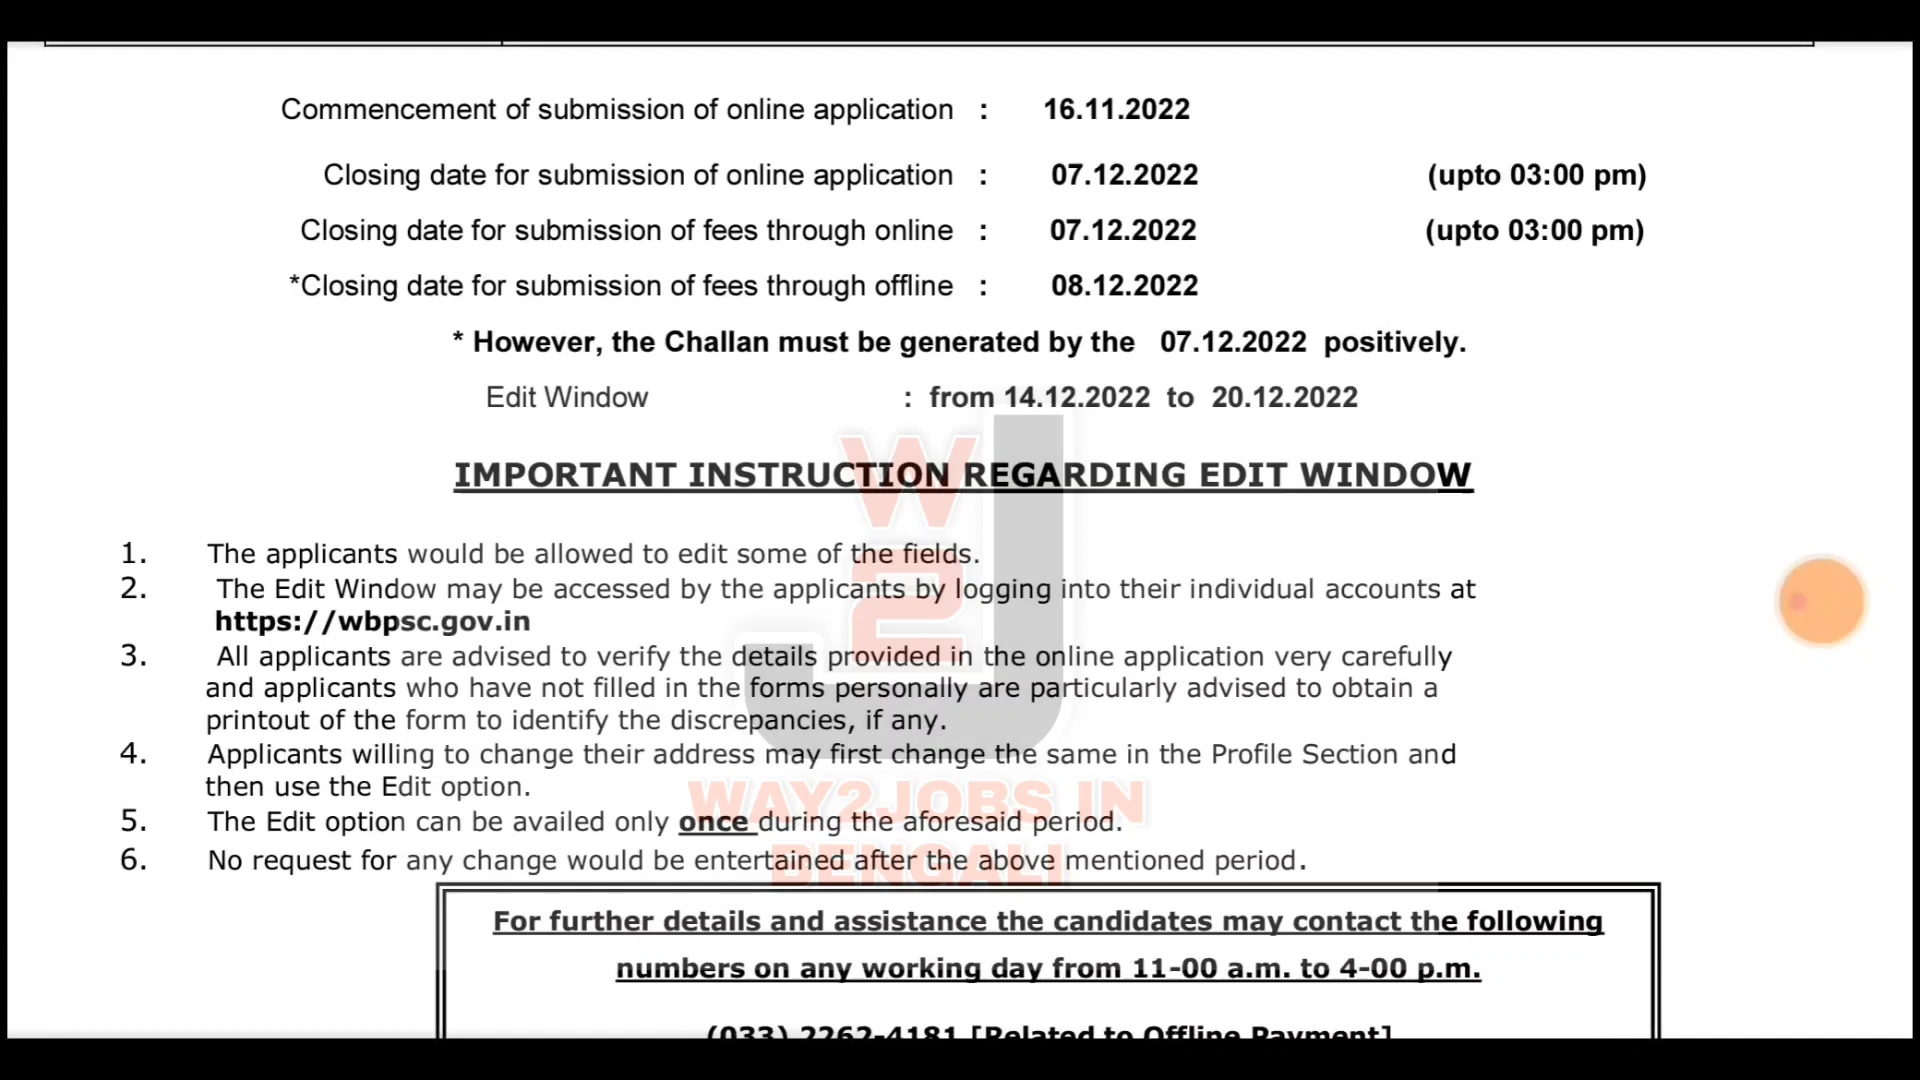 Commencement of submission of online application : 16.11.2022
Closing date for submission of online application : 07.12.2022 (upto 03:00 pm)
Closing date for submission of fees through online : 07.12.2022 (upto 03:00 pm)
*Closing date for submission of fees through offline : 08.12.2022
* However, the Challan must be generated by the 07.12.2022 positively.
Edit Window : from 14.12.2022 to 20.12.2022
IMPORTANT INSTRUCTION REGARDING EDIT WINDOW
1. The applicants would be allowed to edit some of the fields.
2. The Edit Window may be accessed by the applicants by logging into their individual accounts at
https://wbpsc.gov.in
3. All applicants are advised to verify the details provided in the online application very carefully
and applicants who have not filled in the forms personally are particularly advised to obtain a
printout of the form to identify the discrepancies, if any.
4. Applicants willing to change their address may first change the same in the Profile Section and
then use the Edit option.
5. The Edit option can be availed only once during the aforesaid period.
6. No request for any change would be entertained after the above mentioned period.
For further details and assistance the candidates may contact the following
numbers on any working day from 11-00 a.m. to 4-00 p.m.
(033) 2262-4181 [Related to Offline Payment]
W2J
WAY2JOBS IN
BENGALI